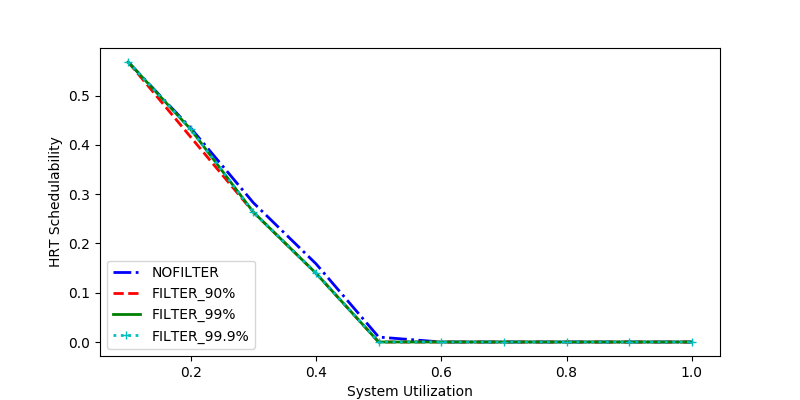 HRT Schedulability
0.5
0.4
0.3
0.2
0.1
0.0
NOFILTER
FILTER_90%
FILTER_99%
FILTER_99.9%
0.2 0.4 0.6 0.8 1.0
System Utilization